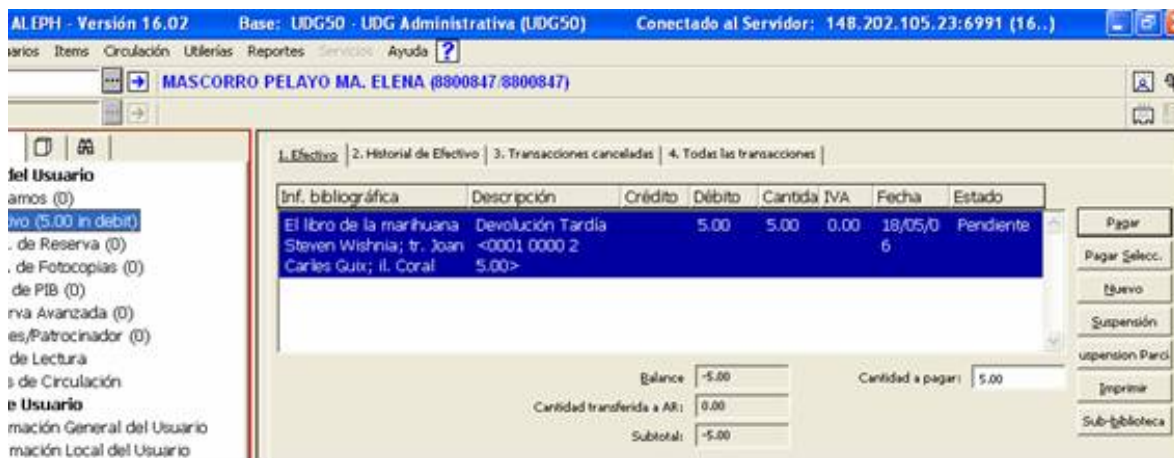 ALEPH - Versión 16.02 Base: UDG50 - UDG Administrativa (UDG50) Conectado al Servidor: 148.202.105.23:6991 (16..)
arios Items Circulación Utilerías Reportes Servicios Ayuda ?
MASCORRO PELAYO MA. ELENA (8800847/8800847)
1. Efectivo 2. Historial de Efectivo 3. Transacciones canceladas 4. Todas las transacciones
del Usuario
amos (0)
ivo (5.00 in debit)
. de Reserva (0)
. de Fotocopias (0)
de PIB (0)
rva Avanzada (0)
es/Patrocinador (0)
de Lectura
s de Circulación
e Usuario
mación General del Usuario
mación Local del Usuario
Inf. bibliográfica Descripción Crédito Débito Cantida IVA Fecha Estado
El libro de la marihuana Devolución Tardía 5.00 5.00 0.00 18/05/0 Pendiente
Steven Wishnia; tr. Joan <0001 0000 2 6
Carles Guix; il. Coral 5.00>
Balance -5.00 Cantidad a pagar: 5.00
Cantidad transferida a AR: 0.00
Subtotal: -5.00
Pagar
Pagar Selecc.
Nuevo
Suspensión
uspension Parci
Imprimir
Sub-biblioteca